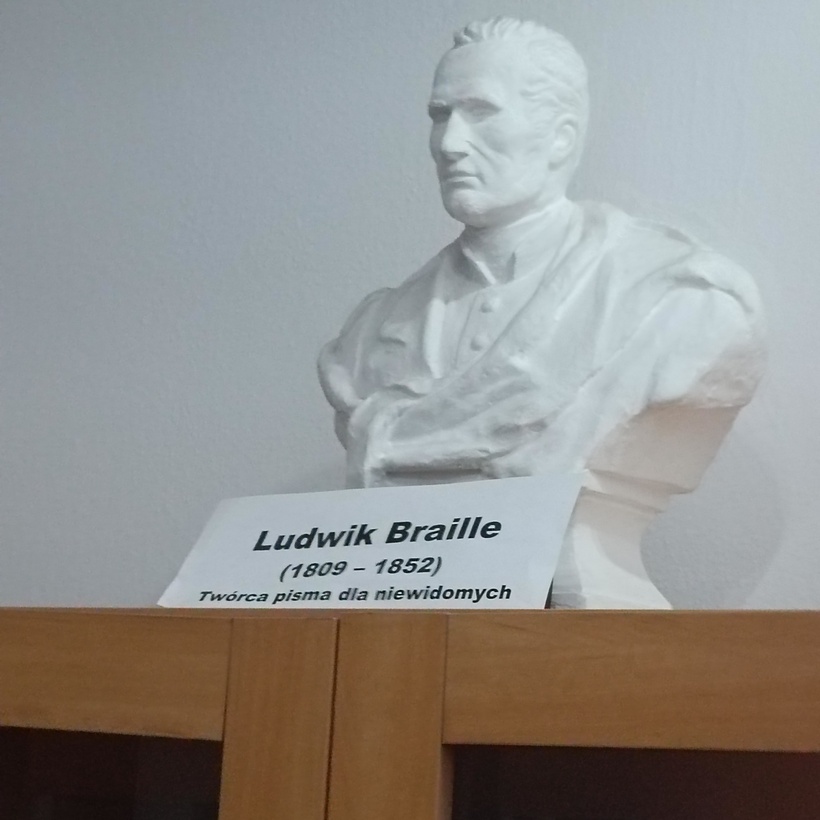 Ludwik Braille
(1809 – 1852)
Twórca pisma dla niewidomych